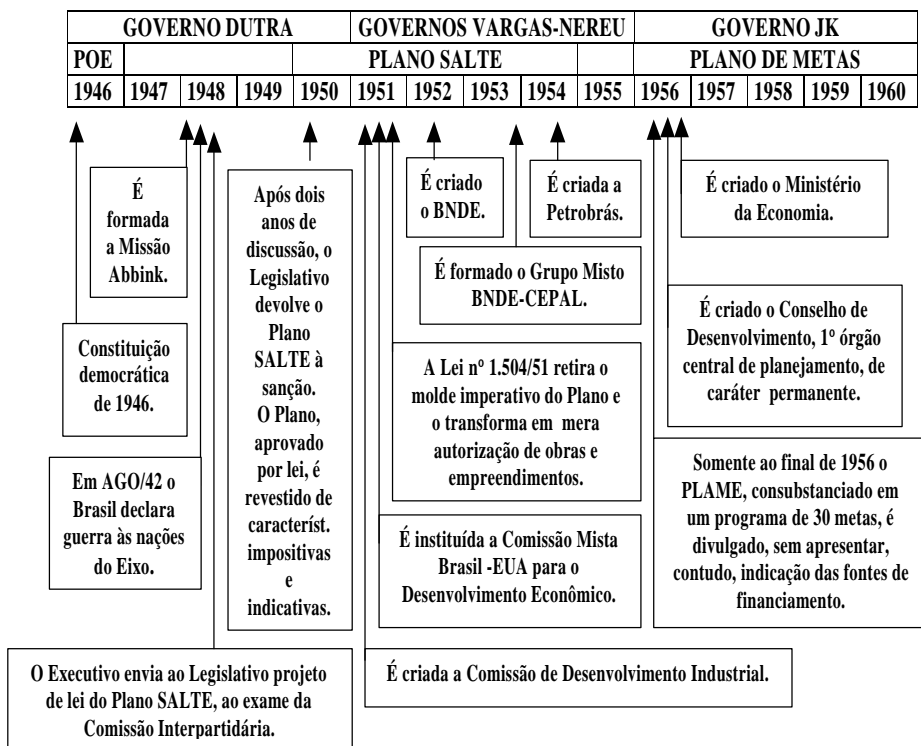 GOVERNO DUTRA GOVERNOS VARGAS-NEREU GOVERNO JK
POE PLANO SALTE PLANO DE METAS
1946 1947 1948 1949 1950 1951 1952 1953 1954 1955 1956 1957 1958 1959 1960
É
formada
a Missão
Abbink.
Constituição
democrática
de 1946.
Em AGO/42 o
Brasil declara
guerra às nações
do Eixo.
O Executivo envia ao Legislativo projeto
de lei do Plano SALTE, ao exame da
Comissão Interpartidária.
Após dois
anos de
discussão, o
Legislativo
devolve o
Plano
SALTE à
sanção.
O Plano,
aprovado
por lei, é
revestido de
característ.
impositivas
e
indicativas.
É criado
o BNDE.
É criada a
Petrobrás.
É formado o Grupo Misto
BNDE-CEPAL.
A Lei nº 1.504/51 retira o
molde imperativo do Plano e
o transforma em mera
autorização de obras e
empreendimentos.
É instituída a Comissão Mista
Brasil -EUA para o
Desenvolvimento Econômico.
É criada a Comissão de Desenvolvimento Industrial.
É criado o Ministério
da Economia.
É criado o Conselho de
Desenvolvimento, 1º órgão
central de planejamento, de
caráter permanente.
Somente ao final de 1956 o
PLAME, consubstanciado em
um programa de 30 metas, é
divulgado, sem apresentar,
contudo, indicação das fontes de
financiamento.